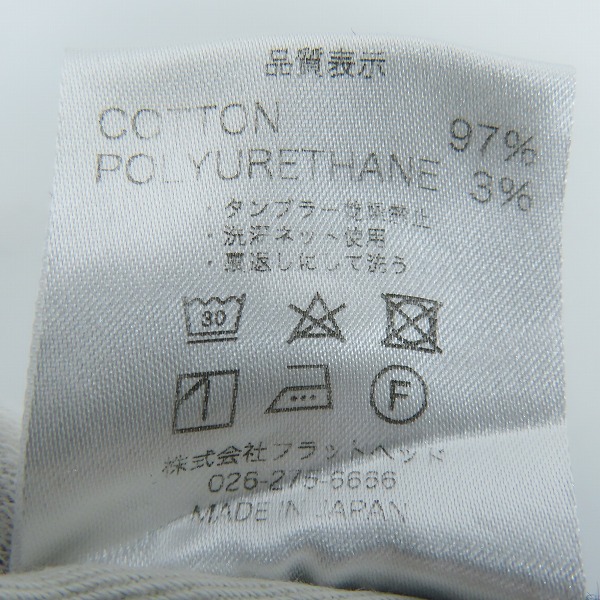 品質表示
COTTON 97%
POLYURETHANE 3%
・タンブラー乾燥禁止
・洗濯ネット使用
・裏返しにして洗う
30
F
株式会社フラットヘッド
026-275-6666
MADE IN JAPAN